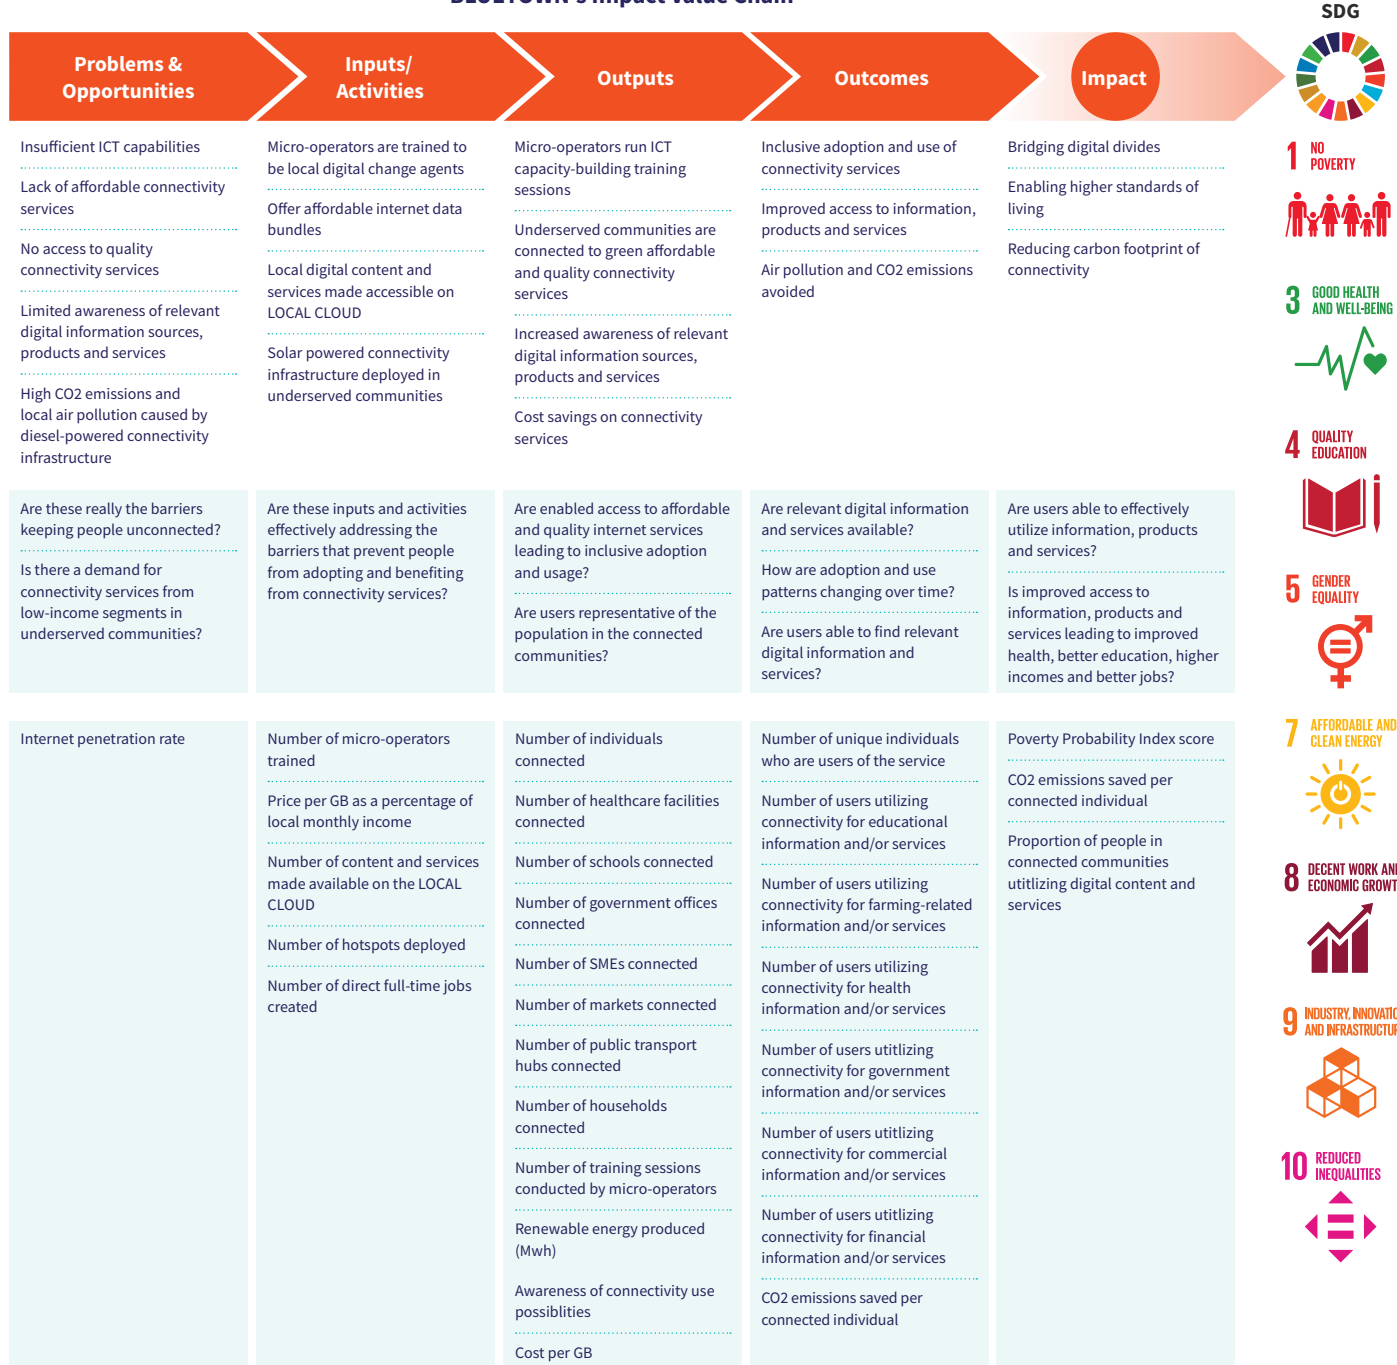 BLUETOWN's Impact Value Chain
SDG
Problems &
Opportunities
Inputs/
Activities
Outputs
Outcomes
Impact
Insufficient ICT capabilities
Lack of affordable connectivity
services
No access to quality
connectivity services
Limited awareness of relevant
digital information sources,
products and services
High CO2 emissions and
local air pollution caused by
diesel-powered connectivity
infrastructure
Micro-operators are trained to
be local digital change agents
Offer affordable internet data
bundles
Local digital content and
services made accessible on
LOCAL CLOUD
Solar powered connectivity
infrastructure deployed in
underserved communities
Micro-operators run ICT
capacity-building training
sessions
Underserved communities are
connected to green affordable
and quality connectivity
services
Increased awareness of relevant
digital information sources,
products and services
Cost savings on connectivity
services
Inclusive adoption and use of
connectivity services
Improved access to information,
products and services
Air pollution and CO2 emissions
avoided
Bridging digital divides
Enabling higher standards of
living
Reducing carbon footprint of
connectivity
Are these really the barriers
keeping people unconnected?
Is there a demand for
connectivity services from
low-income segments in
underserved communities?
Are these inputs and activities
effectively addressing the
barriers that prevent people
from adopting and benefiting
from connectivity services?
Are enabled access to affordable
and quality internet services
leading to inclusive adoption
and usage?
Are users representative of the
population in the connected
communities?
Are relevant digital information
and services available?
How are adoption and use
patterns changing over time?
Are users able to find relevant
digital information and
services?
Are users able to effectively
utilize information, products
and services?
Is improved access to
information, products and
services leading to improved
health, better education, higher
incomes and better jobs?
Internet penetration rate
Number of micro-operators
trained
Price per GB as a percentage of
local monthly income
Number of content and services
made available on the LOCAL
CLOUD
Number of hotspots deployed
Number of direct full-time jobs
created
Number of individuals
connected
Number of healthcare facilities
connected
Number of schools connected
Number of government offices
connected
Number of SMEs connected
Number of markets connected
Number of public transport
hubs connected
Number of households
connected
Number of training sessions
conducted by micro-operators
Renewable energy produced
(Mwh)
Awareness of connectivity use
possiblities
Cost per GB
Number of unique individuals
who are users of the service
Number of users utilizing
connectivity for educational
information and/or services
Number of users utilizing
connectivity for farming-related
information and/or services
Number of users utilizing
connectivity for health
information and/or services
Number of users utitlizing
connectivity for government
information and/or services
Number of users utitlizing
connectivity for commercial
information and/or services
Number of users utitlizing
connectivity for financial
information and/or services
CO2 emissions saved per
connected individual
Poverty Probability Index score
CO2 emissions saved per
connected individual
Proportion of people in
connected communities
utitlizing digital content and
services
1 NO
POVERTY
3 GOOD HEALTH
AND WELL-BEING
4 QUALITY
EDUCATION
5 GENDER
EQUALITY
7 AFFORDABLE AND
CLEAN ENERGY
8 DECENT WORK AND
ECONOMIC GROWT
9 INDUSTRY, INNOVATIO
AND INFRASTRUCTUR
10 REDUCED
INEQUALITIES